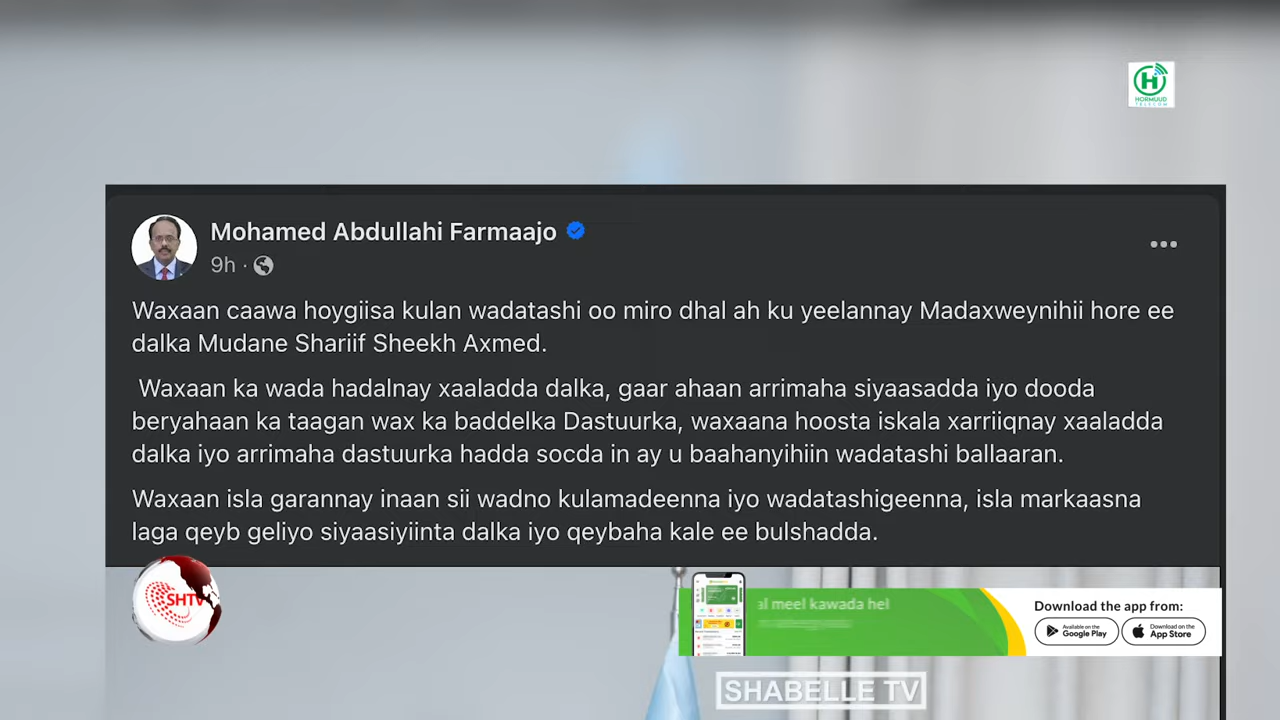 HORMUUD
TELECOM
Mohamed Abdullahi Farmaajo
9h ·
Waxaan caawa hoygiisa kulan wadatashi oo miro dhal ah ku yeelannay Madaxweynihii hore ee
dalka Mudane Shariif Sheekh Axmed.
Waxaan ka wada hadalnay xaaladda dalka, gaar ahaan arrimaha siyaasadda iyo dooda
beryahaan ka taagan wax ka baddelka Dastuurka, waxaana hoosta iskala xarriiqnay xaaladda
dalka iyo arrimaha dastuurka hadda socda in ay u baahanyihiin wadatashi ballaaran.
Waxaan isla garannay inaan sii wadno kulamadeenna iyo wadatashigeenna, isla markaasna
laga qeyb geliyo siyaasiyiinta dalka iyo qeybaha kale ee bulshadda.
SHTV
al meel kawada hel
Download the app from:
Available on the
Google Play
Download on the
App Store
SHABELLE TV